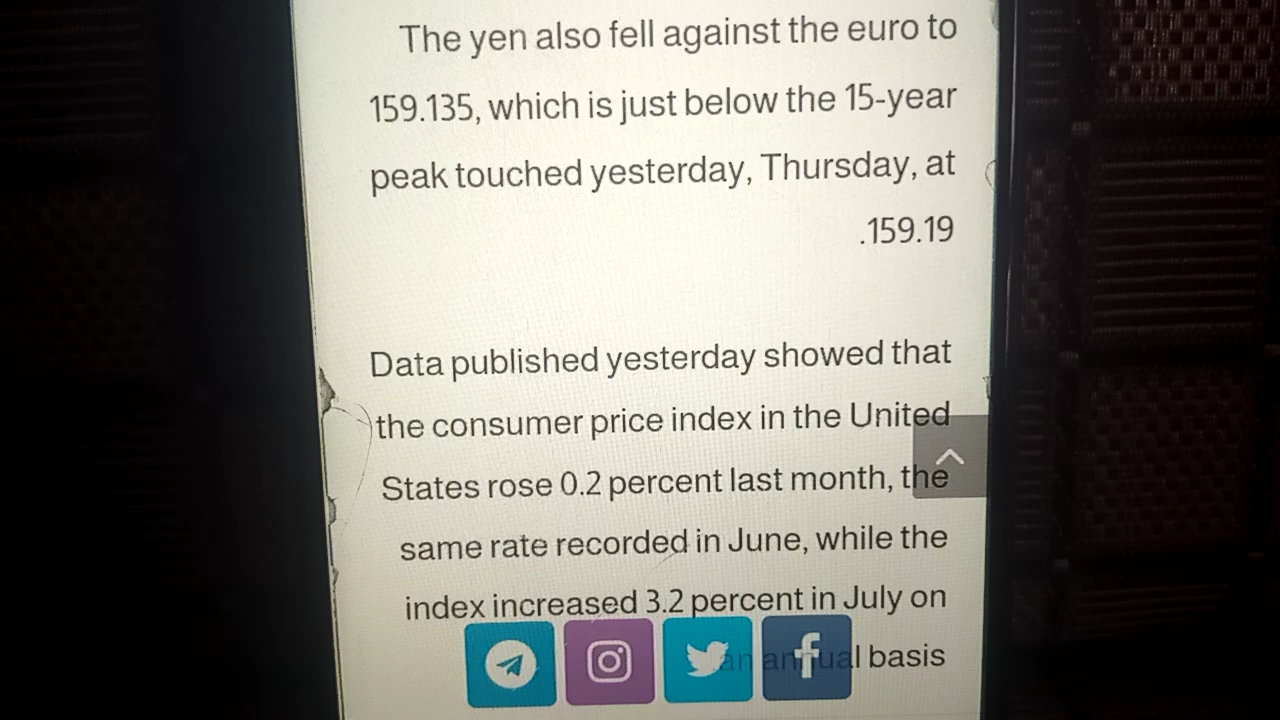 The yen also fell against the euro to
159.135, which is just below the 15-year
peak touched yesterday, Thursday, at
.159.19
Data published yesterday showed that
the consumer price index in the United
States rose 0.2 percent last month, the
same rate recorded in June, while the
index increased 3.2 percent in July on
an annual basis